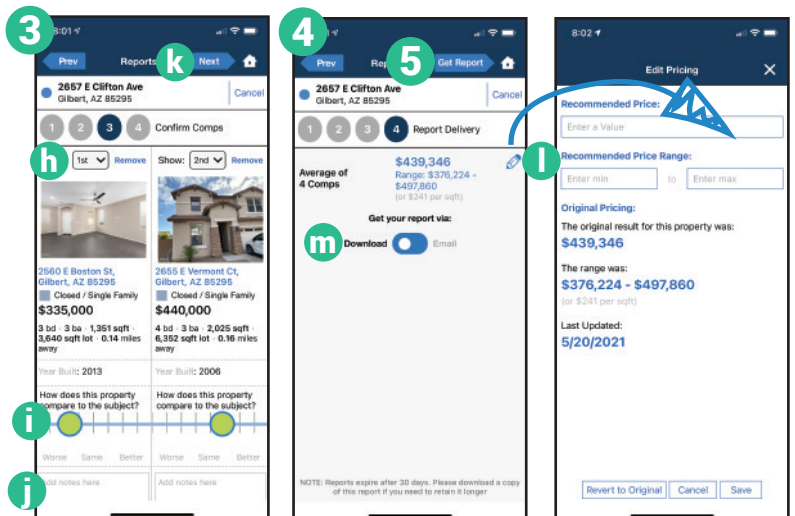 3
8:01
Prev
Reports
k
Next
2657 E Clifton Ave
Gilbert, AZ 85295
Cancel
1
2
3
4
Confirm Comps
h
1st
Remove
Show:
2nd
Remove
2560 E Boston St,
Gilbert, AZ 85295
Closed / Single Family
$335,000
3 bd · 3 ba · 1,351 sqft ·
3,640 sqft lot · 0.14 miles
away
Year Built: 2013
How does this property
compare to the subject?
i
Worse Same Better
j
Add notes here
2655 E Vermont Ct,
Gilbert, AZ 85295
Closed / Single Family
$440,000
4 bd · 3 ba · 2,025 sqft ·
6,352 sqft lot · 0.16 miles
away
Year Built: 2006
How does this property
compare to the subject?
Worse Same Better
Add notes here
4
Prev
5
Get Report
2657 E Clifton Ave
Gilbert, AZ 85295
Cancel
1
2
3
4
Report Delivery
Average of
4 Comps
$439,346
Range: $376,224 -
$497,860
(or $241 per sqft)
Get your report via:
m
Download
Email
NOTE: Reports expire after 30 days. Please download a copy
of this report if you need to retain it longer
8:02
Edit Pricing
l
Recommended Price:
Enter a Value
Recommended Price Range:
Enter min
to
Enter max
Original Pricing:
The original result for this property was:
$439,346
The range was:
$376,224 - $497,860
(or $241 per sqft)
Last Updated:
5/20/2021
Revert to Original
Cancel
Save